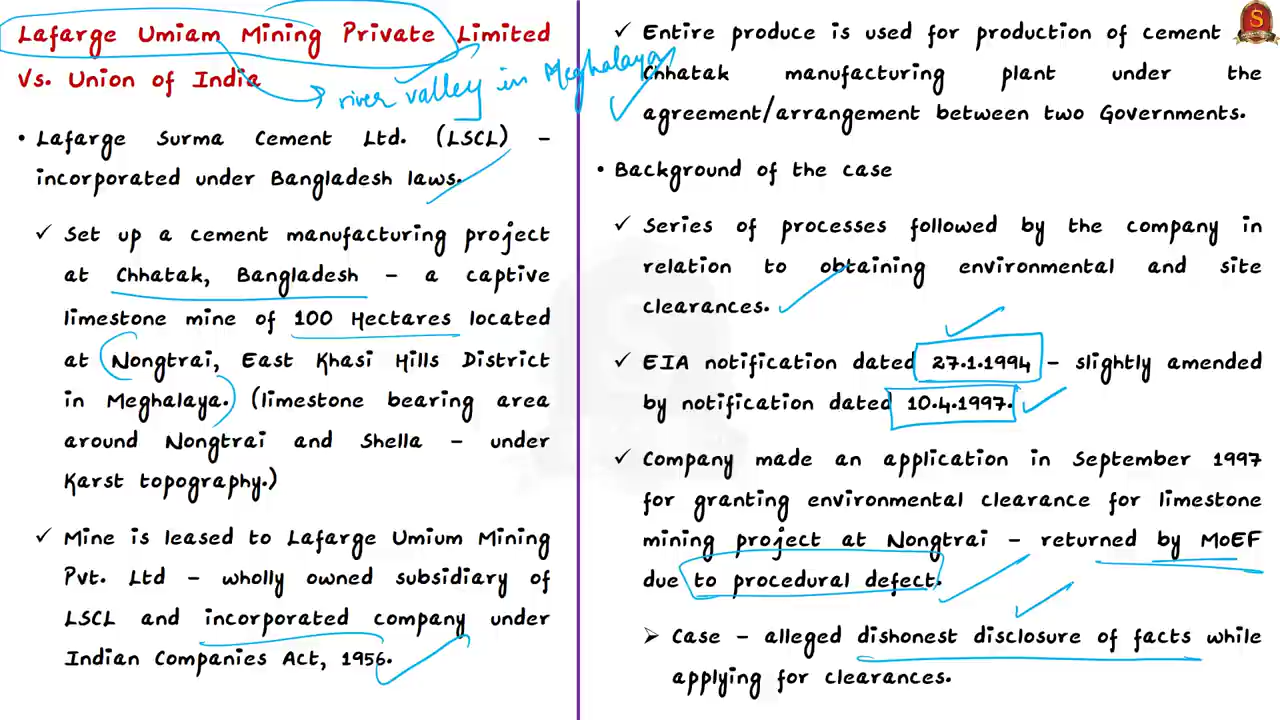 Lafarge Umiam Mining Private Limited
Vs. Union of India
river valley in Meghalaya
• Lafarge Surma Cement Ltd. (LSCL) –
incorporated under Bangladesh laws.
✓ Set up a cement manufacturing project
at Chhatak, Bangladesh – a captive
limestone mine of 100 Hectares located
at Nongtrai, East Khasi Hills District
in Meghalaya. (limestone bearing area
around Nongtrai and Shella – under
Karst topography.)
✓ Mine is leased to Lafarge Umium Mining
Pvt. Ltd – wholly owned subsidiary of
LSCL and incorporated company under
Indian Companies Act, 1956.
✓ Entire produce is used for production of cement
Chhatak manufacturing plant under the
agreement/arrangement between two Governments.
• Background of the case
✓ Series of processes followed by the company in
relation to obtaining environmental and site
clearances.
✓ EIA notification dated 27.1.1994 – slightly amended
by notification dated 10.4.1997.
✓ Company made an application in September 1997
for granting environmental clearance for limestone
mining project at Nongtrai – returned by MoEF
due to procedural defect.
➢ Case – alleged dishonest disclosure of facts while
applying for clearances.